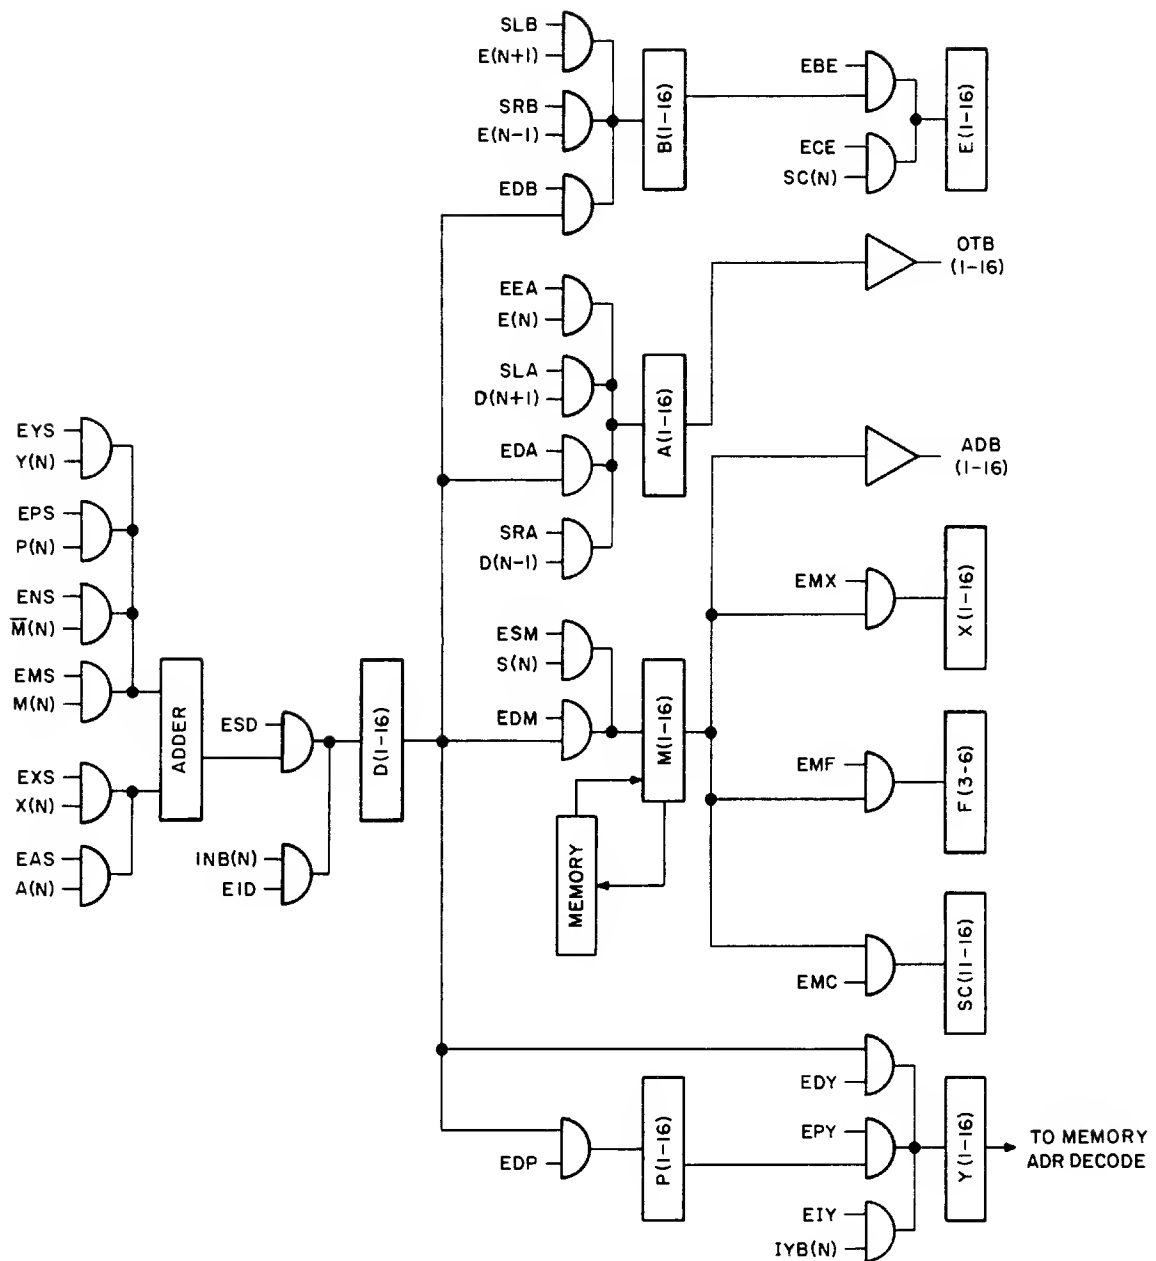 SLB
E(N+1)
SRB
E(N-1)
EDB
B(1-16)
EBE
ECE
SC(N)
E(1-16)
OTB
(1-16)
EEA
E(N)
SLA
D(N+1)
EDA
SRA
D(N-1)
A(1-16)
ADB
(1-16)
EYS
Y(N)
EPS
P(N)
ENS
M̅(N)
EMS
M(N)
EXS
X(N)
EAS
A(N)
ADDER
ESD
INB(N)
EID
D(1-16)
ESM
S(N)
EDM
M(1-16)
MEMORY
EMX
X(1-16)
EMF
F(3-6)
EMC
SC(11-16)
EDY
EDP
P(1-16)
EPY
EIY
IYB(N)
Y(1-16)
TO MEMORY
ADR DECODE